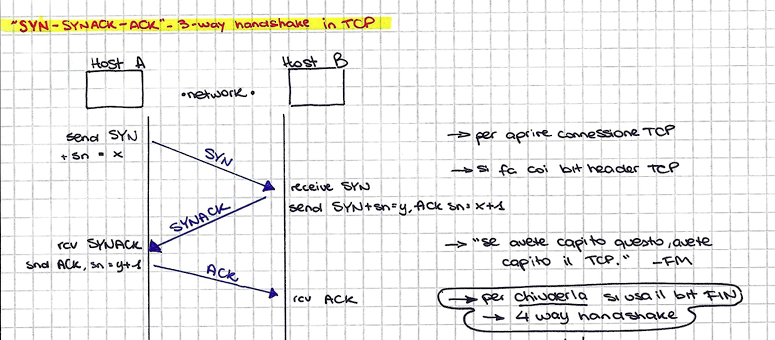 "SYN-SYNACK-ACK" - 3-way handshake in TCP
Host A
Host B
•network•
send SYN
+ sn = x
SYN
receive SYN
send SYN+sn=y, ACK sn=x+1
SYNACK
rcv SYNACK
snd ACK, sn=y+1
ACK
rcv ACK
→ per aprire connessione TCP
→ si fa coi bit header TCP
→ "se avete capito questo, avete
capito il TCP." -FM
→ per chiuderla si usa il bit FIN
→ 4 way handshake